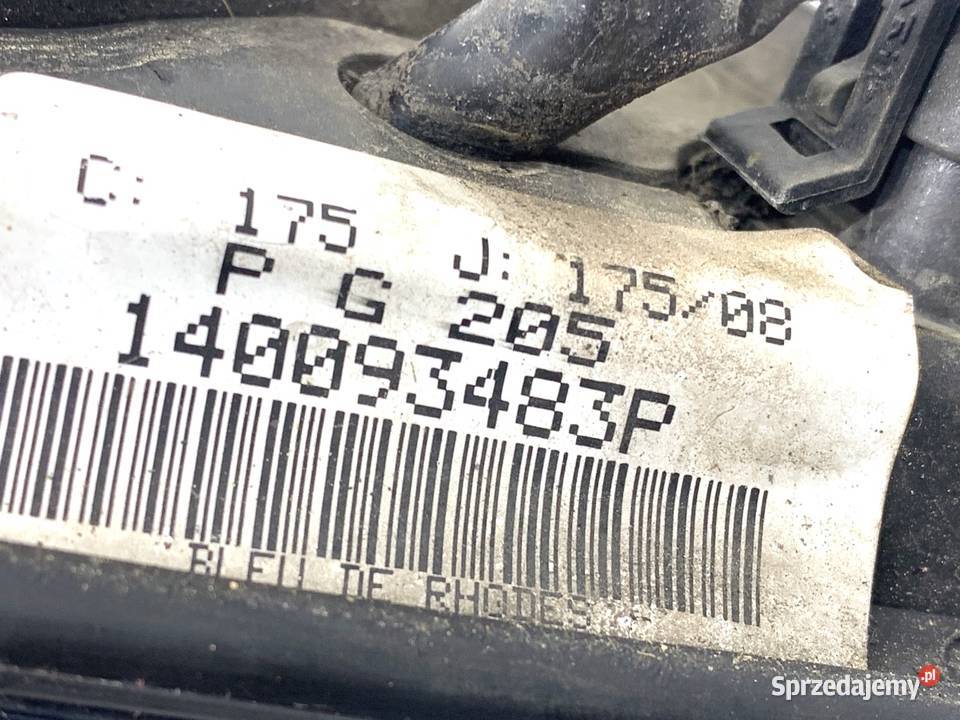 C: 175 J: 175/08
P G 205
140093483P
BLEU DE RHODES
Sprzedajemy.pl